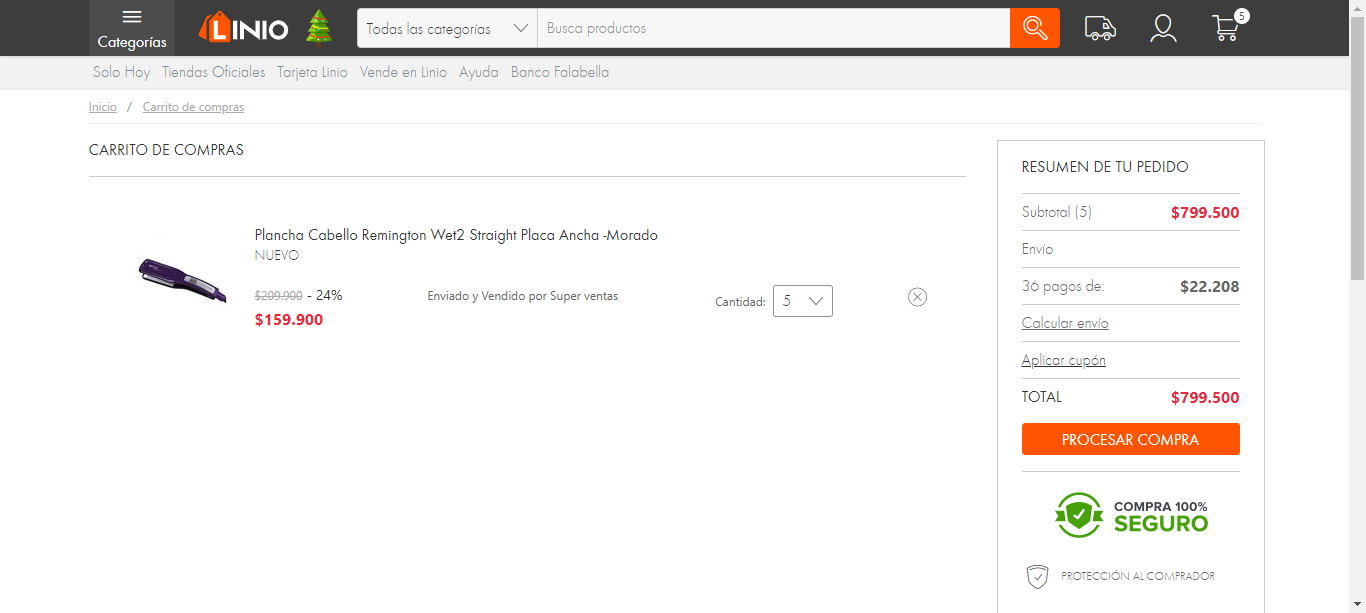 Categorías
LINIO
Todas las categorías
Busca productos
5
Solo Hoy Tiendas Oficiales Tarjeta Linio Vende en Linio Ayuda Banco Falabella
Inicio / Carrito de compras
CARRITO DE COMPRAS
Plancha Cabello Remington Wet2 Straight Placa Ancha -Morado
NUEVO
$209.900 - 24%
$159.900
Enviado y Vendido por Super ventas
Cantidad: 5
RESUMEN DE TU PEDIDO
Subtotal (5) $799.500
Envío
36 pagos de: $22.208
Calcular envío
Aplicar cupón
TOTAL $799.500
PROCESAR COMPRA
COMPRA 100%
SEGURO
PROTECCIÓN AL COMPRADOR